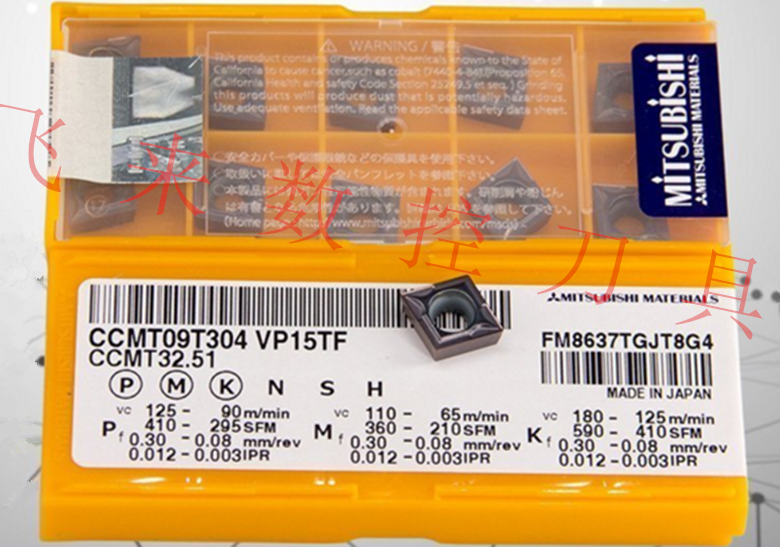 ⚠ WARNING / 警告
This product contains or produces chemicals known to the State of
California to cause cancer, such as cobalt (7440-4-84)(Proposition 65,
California Health and safety Code Section 25249.5 et seq.) Grinding
this products will produce dust that is potentially hazardous.
Use adequate ventilation. Read the applicable safety data sheet.
MITSUBISHI
MITSUBISHI MATERIALS
飞来数控刀具
MITSUBISHI MATERIALS
CCMT09T304 VP15TF
CCMT32.51
FM8637TGJT8G4
MADE IN JAPAN
P M K N S H
P vc 125 - 90 m/min
410 - 295 SFM
f 0.30 - 0.08 mm/rev
0.012 - 0.003 IPR
M vc 110 - 65 m/min
360 - 210 SFM
f 0.30 - 0.08 mm/rev
0.012 - 0.003 IPR
K vc 180 - 125 m/min
590 - 410 SFM
f 0.30 - 0.08 mm/rev
0.012 - 0.003 IPR